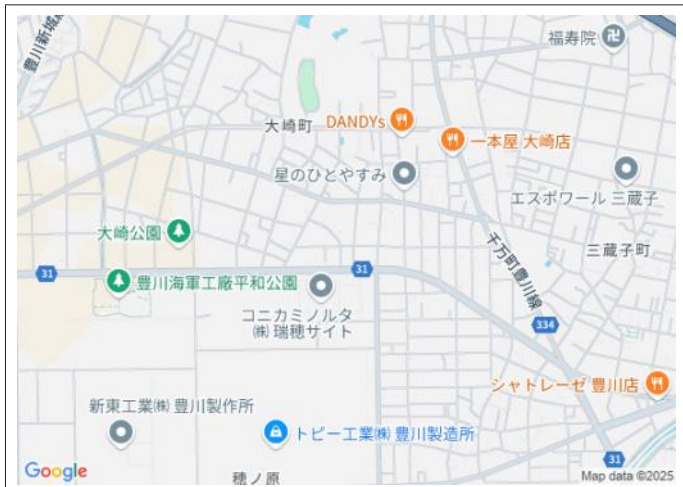 豊川新城線
福寿院
大崎町
DANDYs
一本屋 大崎店
星のひとやすみ
エスポワール 三蔵子
大崎公園
千万町豊川線
三蔵子町
31
31
豊川海軍工廠平和公園
コニカミノルタ
㈱ 瑞穂サイト
334
シャトレーゼ 豊川店
新東工業㈱ 豊川製作所
トピー工業㈱ 豊川製造所
31
Google
穂ノ原
Map data ©2025